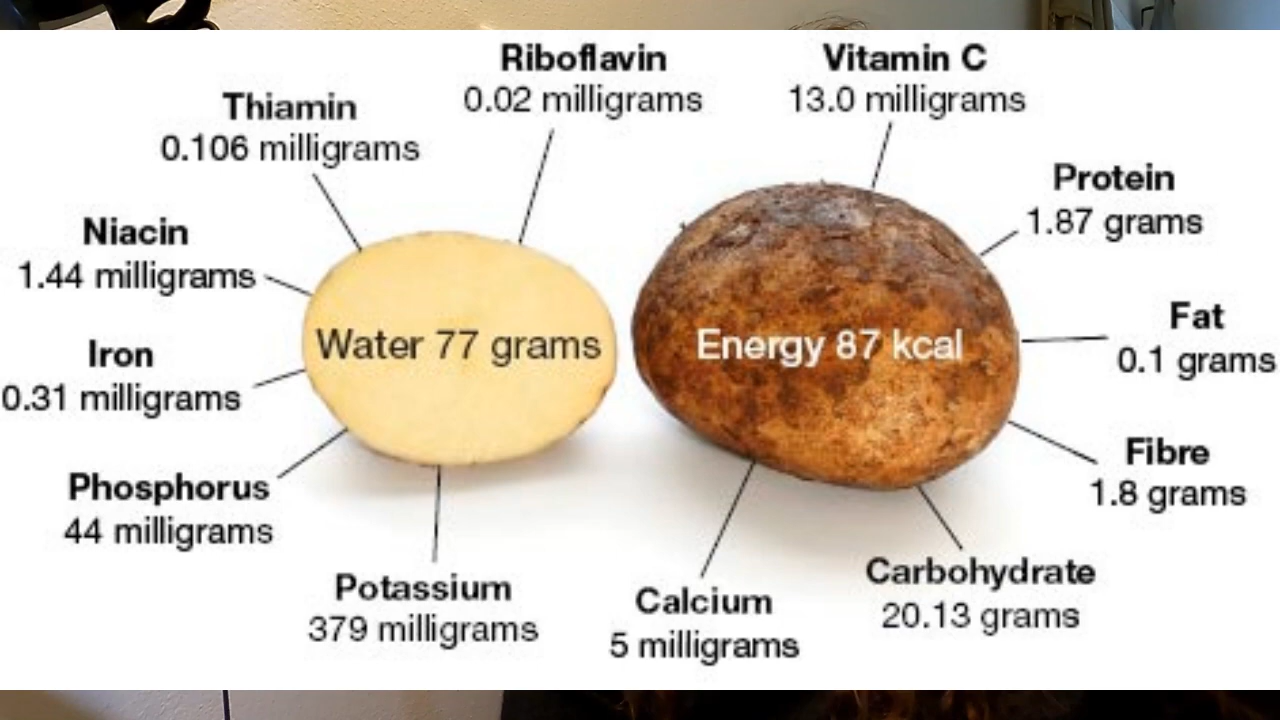 Riboflavin
0.02 milligrams
Vitamin C
13.0 milligrams
Thiamin
0.106 milligrams
Protein
1.87 grams
Niacin
1.44 milligrams
Fat
0.1 grams
Water 77 grams
Energy 87 kcal
Iron
0.31 milligrams
Fibre
1.8 grams
Phosphorus
44 milligrams
Carbohydrate
20.13 grams
Potassium
379 milligrams
Calcium
5 milligrams